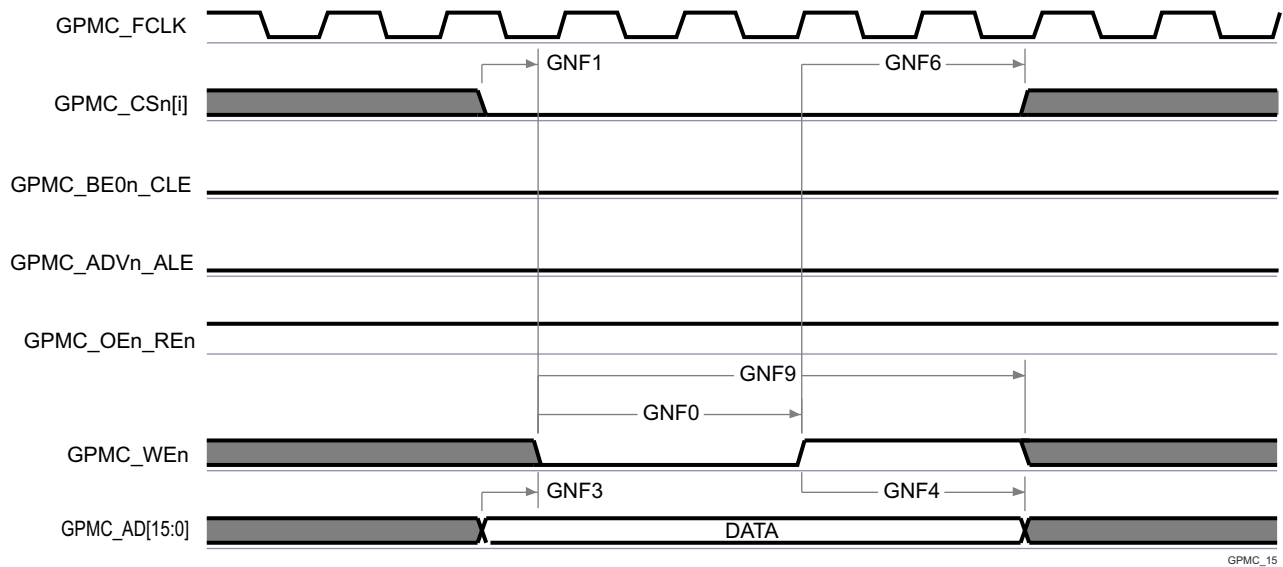 GPMC_FCLK
GNF1
GNF6
GPMC_CSn[i]
GPMC_BE0n_CLE
GPMC_ADVn_ALE
GPMC_OEn_REn
GNF9
GNF0
GPMC_WEn
GNF3
GNF4
GPMC_AD[15:0]
DATA
GPMC_15